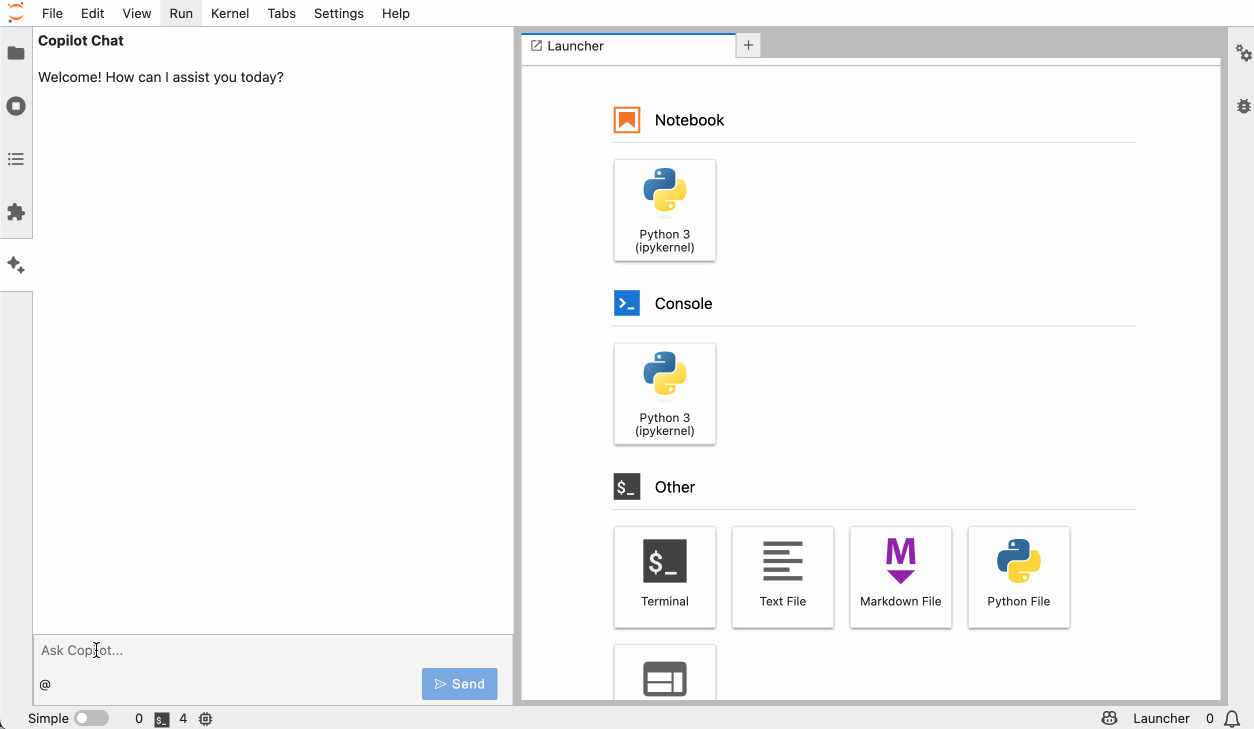 File Edit View Run Kernel Tabs Settings Help
Copilot Chat
Welcome! How can I assist you today?
Ask Copilot...
@
Send
Launcher
+
Notebook
Python 3
(ipykernel)
Console
Python 3
(ipykernel)
$_ Other
$_
Terminal
Text File
M
Markdown File
Python File
Simple 0 $_ 4 Launcher 0